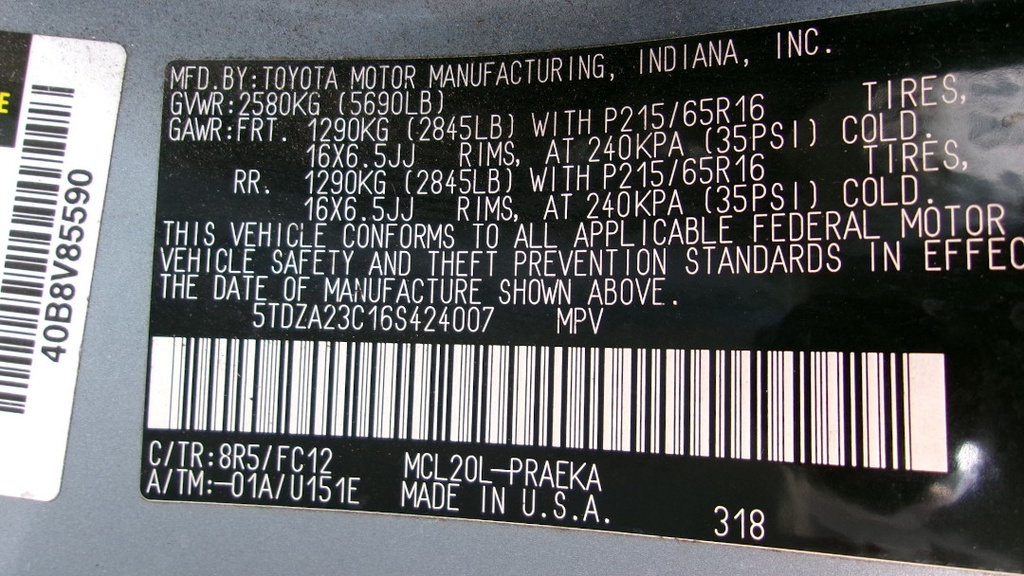 MFD.BY:TOYOTA MOTOR MANUFACTURING, INDIANA, INC.
GVWR:2580KG (5690LB)
GAWR:FRT. 1290KG (2845LB) WITH P215/65R16 TIRES,
16X6.5JJ RIMS, AT 240KPA (35PSI) COLD.
RR. 1290KG (2845LB) WITH P215/65R16 TIRES,
16X6.5JJ RIMS, AT 240KPA (35PSI) COLD.
THIS VEHICLE CONFORMS TO ALL APPLICABLE FEDERAL MOTOR
VEHICLE SAFETY AND THEFT PREVENTION STANDARDS IN EFFEC
THE DATE OF MANUFACTURE SHOWN ABOVE.
5TDZA23C16S424007 MPV
C/TR:8R5/FC12 MCL20L-PRAEKA
A/TM:-01A/U151E MADE IN U.S.A.
318
40B8V85590
E